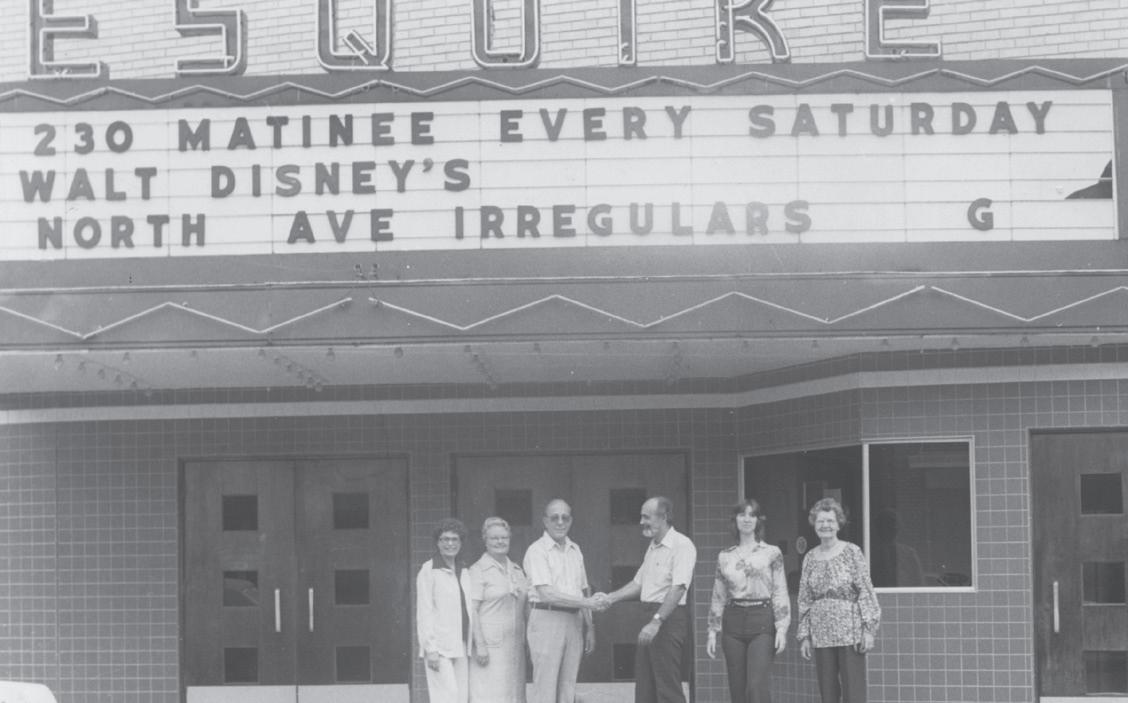 ESQUIRE
230 MATINEE EVERY SATURDAY
WALT DISNEY'S
NORTH AVE IRREGULARS G